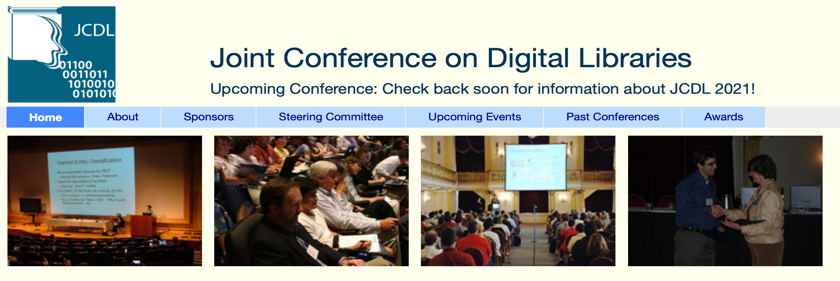 JCDL
01100
0011011
1010010
010101
Joint Conference on Digital Libraries
Upcoming Conference: Check back soon for information about JCDL 2021!
Home About Sponsors Steering Committee Upcoming Events Past Conferences Awards
Named Entity Classification